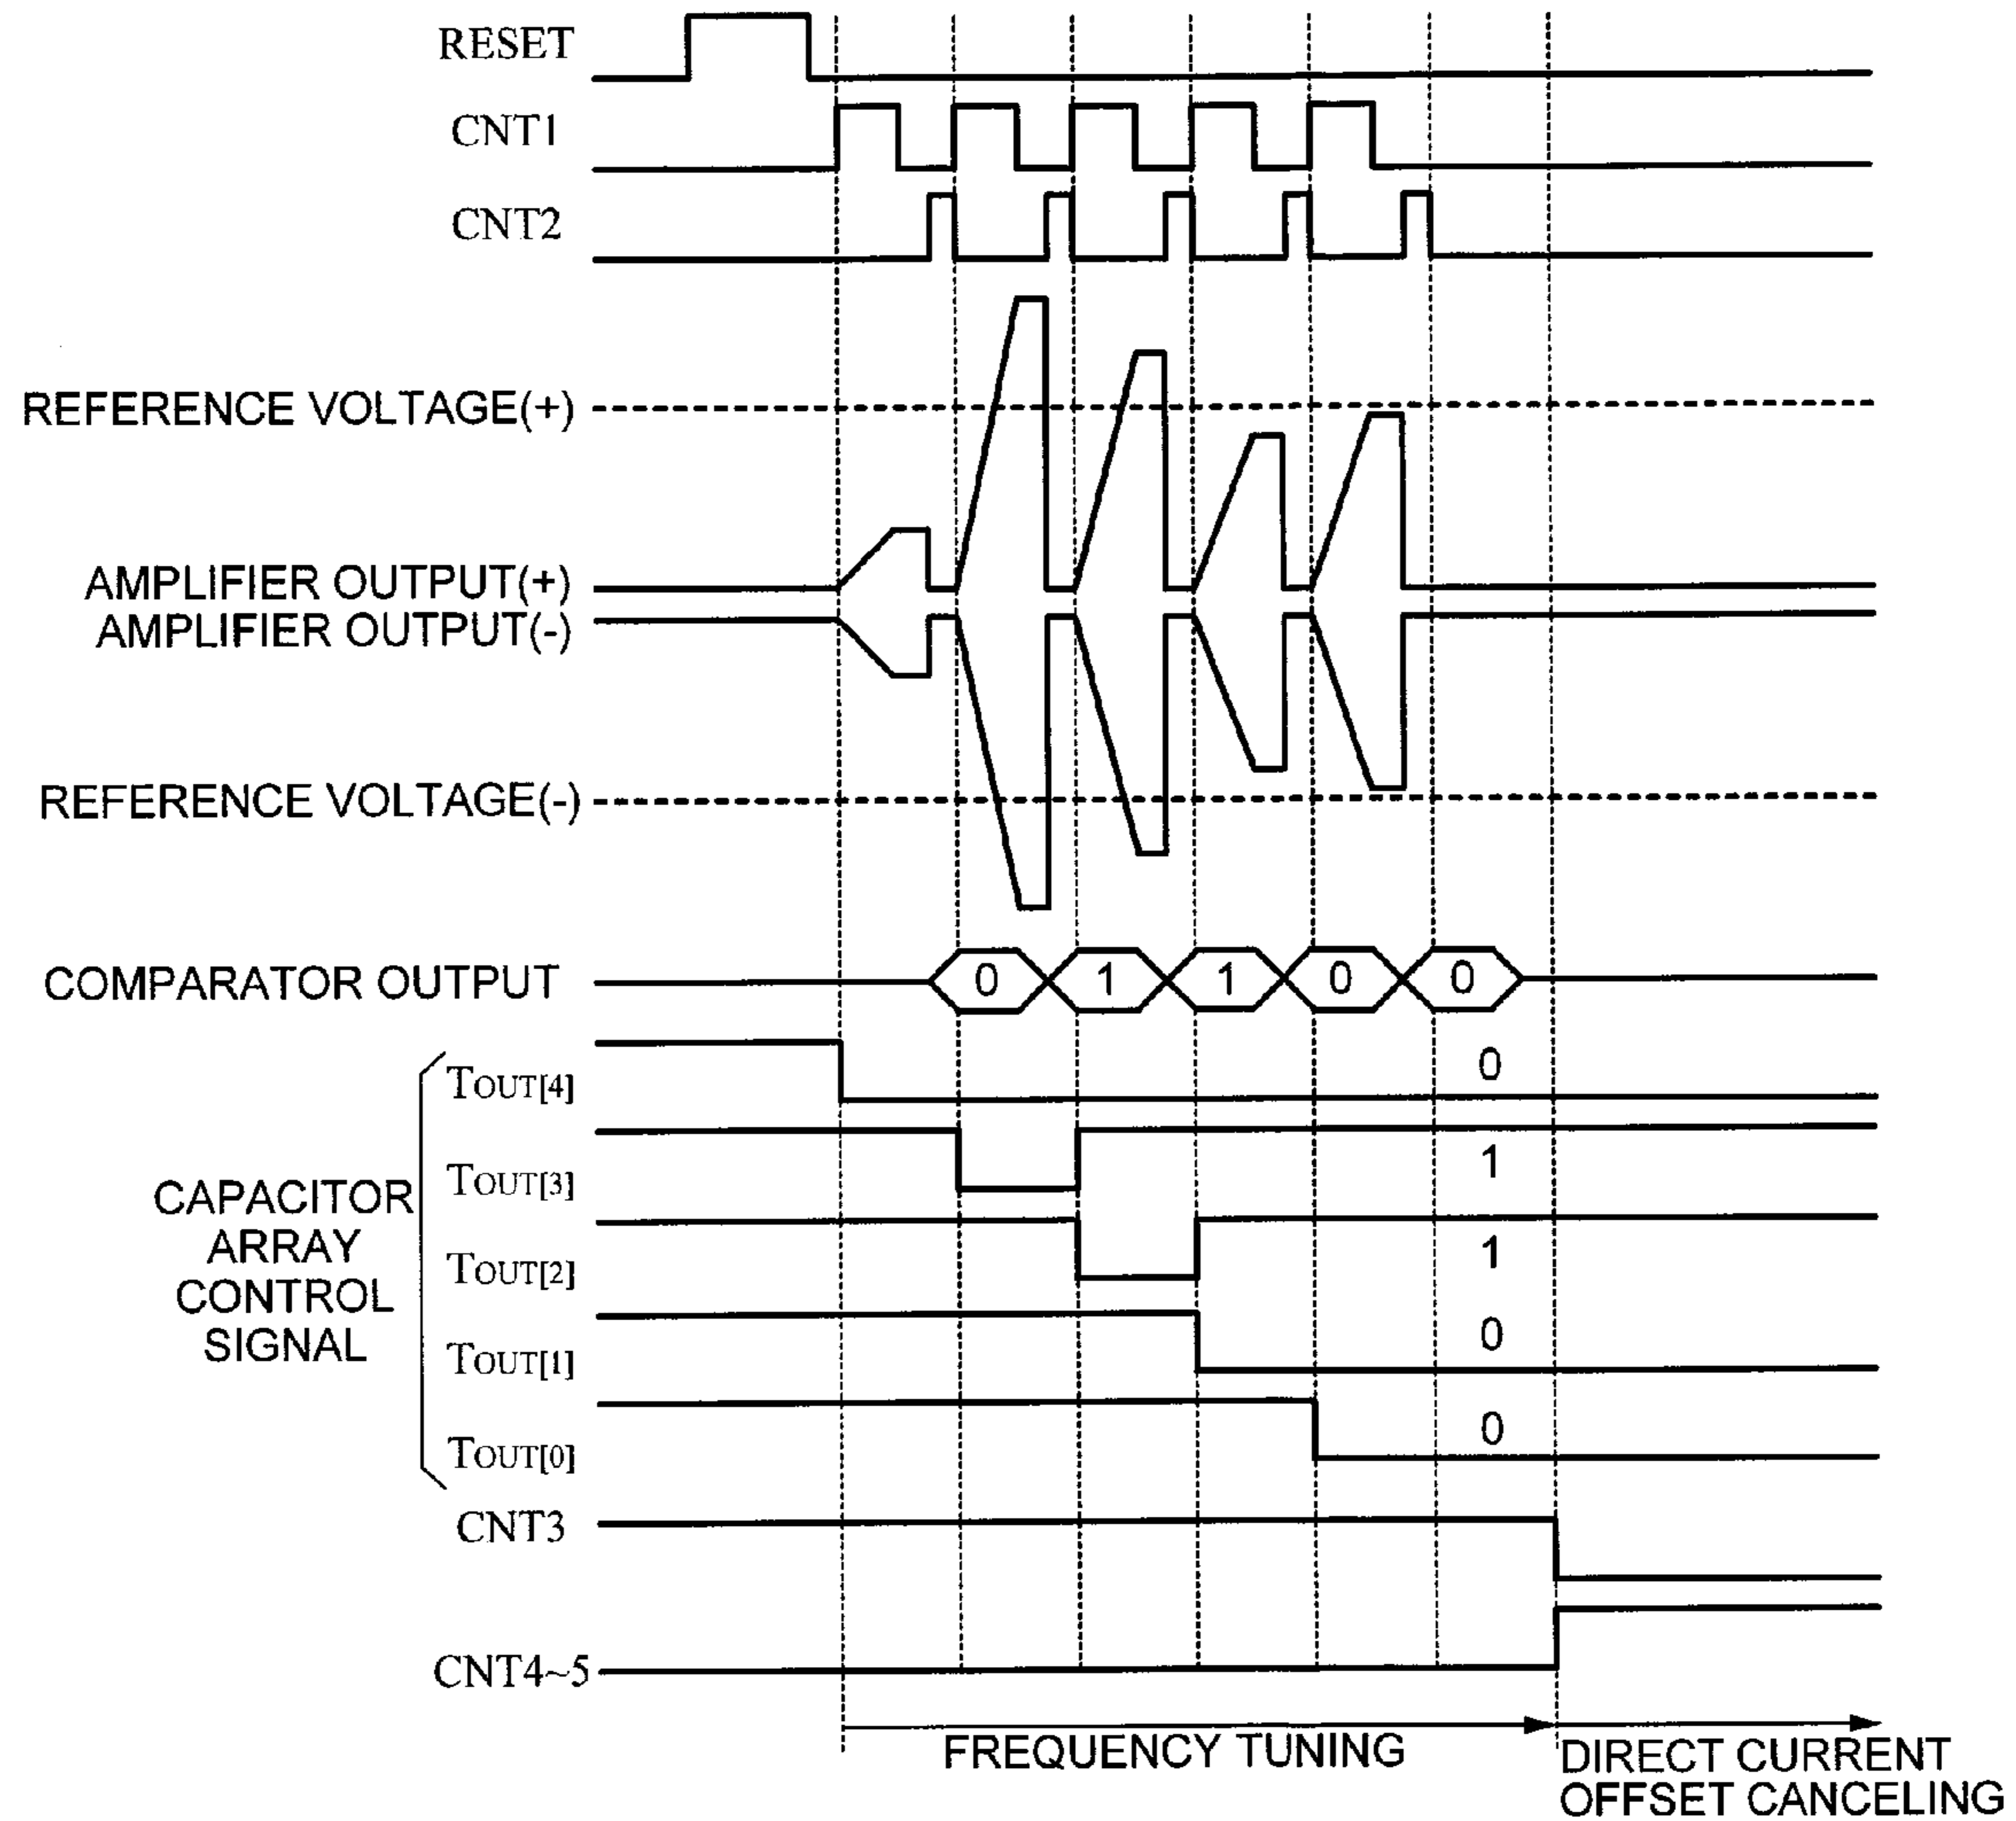 RESET
CNT1
CNT2
REFERENCE VOLTAGE(+)
AMPLIFIER OUTPUT(+)
AMPLIFIER OUTPUT(-)
REFERENCE VOLTAGE(-)
COMPARATOR OUTPUT
0 1 1 0 0
TOUT[4] 0
TOUT[3] 1
TOUT[2] 1
TOUT[1] 0
TOUT[0] 0
CAPACITOR
ARRAY
CONTROL
SIGNAL
CNT3
CNT4~5
FREQUENCY TUNING
DIRECT CURRENT
OFFSET CANCELING